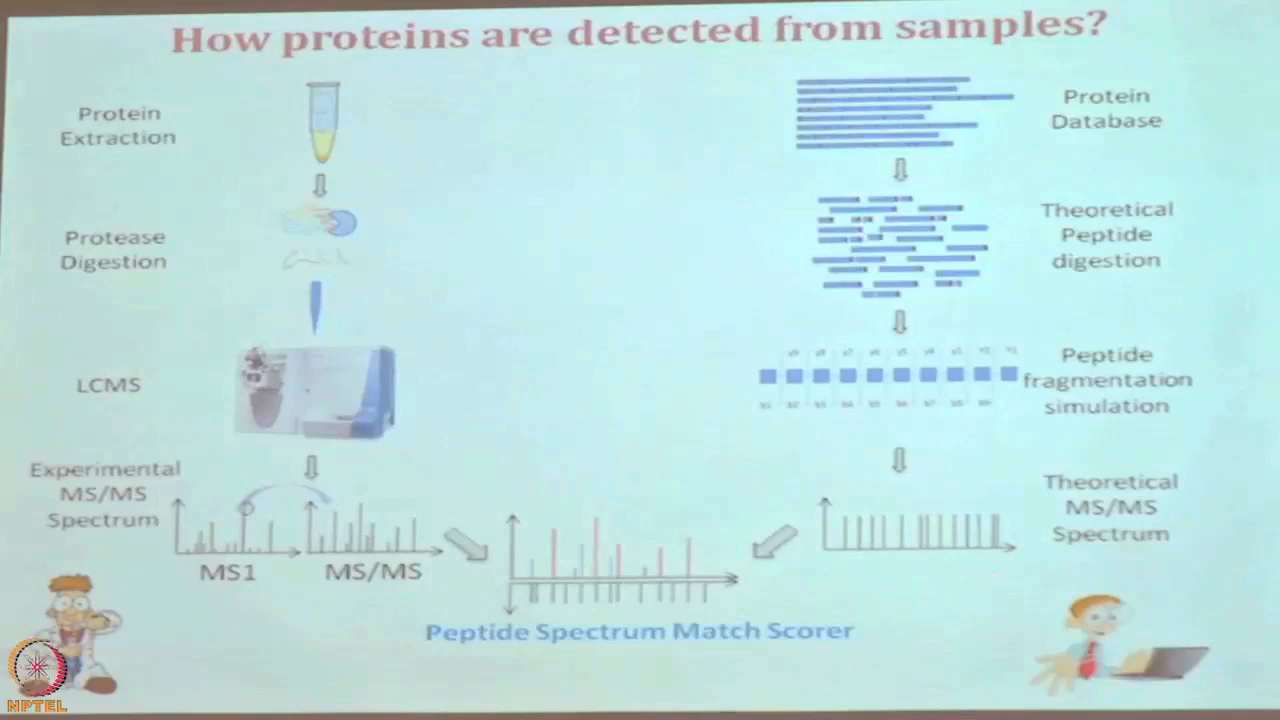 How proteins are detected from samples?
Protein
Extraction
Protease
Digestion
LCMS
Experimental
MS/MS
Spectrum
MS1
MS/MS
Protein
Database
Theoretical
Peptide
digestion
Peptide
fragmentation
simulation
Theoretical
MS/MS
Spectrum
Peptide Spectrum Match Scorer
NPTEL